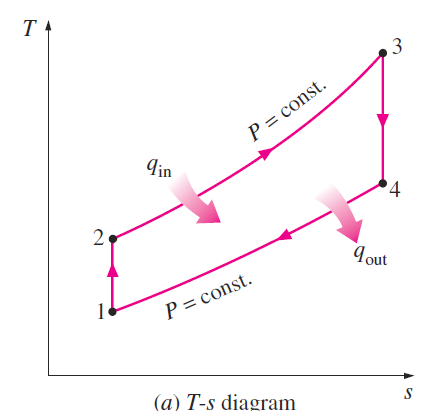 T
3
P = const.
q_in
4
2
q_out
1
P = const.
s
(a) T-s diagram